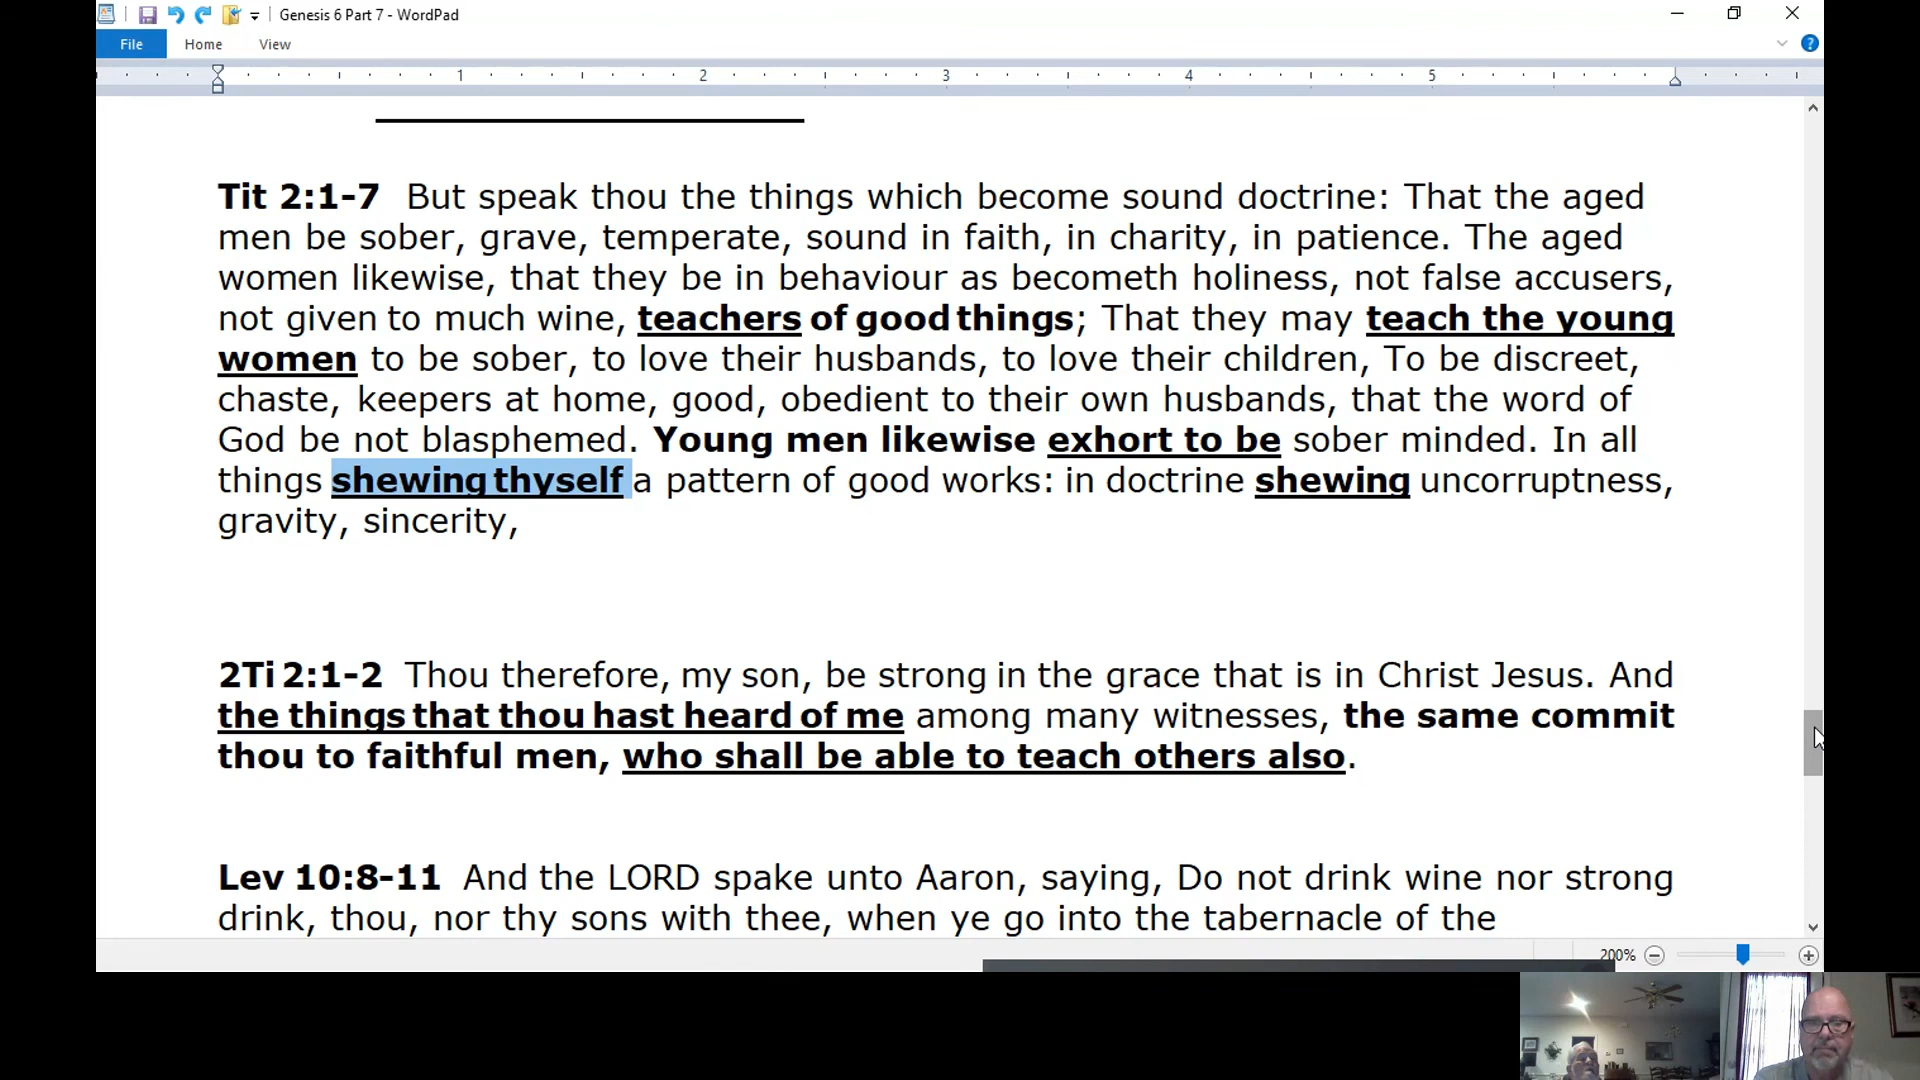 Genesis 6 Part 7 - WordPad
File Home View
1 2 3 4 5
Tit 2:1-7 But speak thou the things which become sound doctrine: That the aged
men be sober, grave, temperate, sound in faith, in charity, in patience. The aged
women likewise, that they be in behaviour as becometh holiness, not false accusers,
not given to much wine, teachers of good things; That they may teach the young
women to be sober, to love their husbands, to love their children, To be discreet,
chaste, keepers at home, good, obedient to their own husbands, that the word of
God be not blasphemed. Young men likewise exhort to be sober minded. In all
things shewing thyself a pattern of good works: in doctrine shewing uncorruptness,
gravity, sincerity,
2Ti 2:1-2 Thou therefore, my son, be strong in the grace that is in Christ Jesus. And
the things that thou hast heard of me among many witnesses, the same commit
thou to faithful men, who shall be able to teach others also.
Lev 10:8-11 And the LORD spake unto Aaron, saying, Do not drink wine nor strong
drink, thou, nor thy sons with thee, when ye go into the tabernacle of the
200%